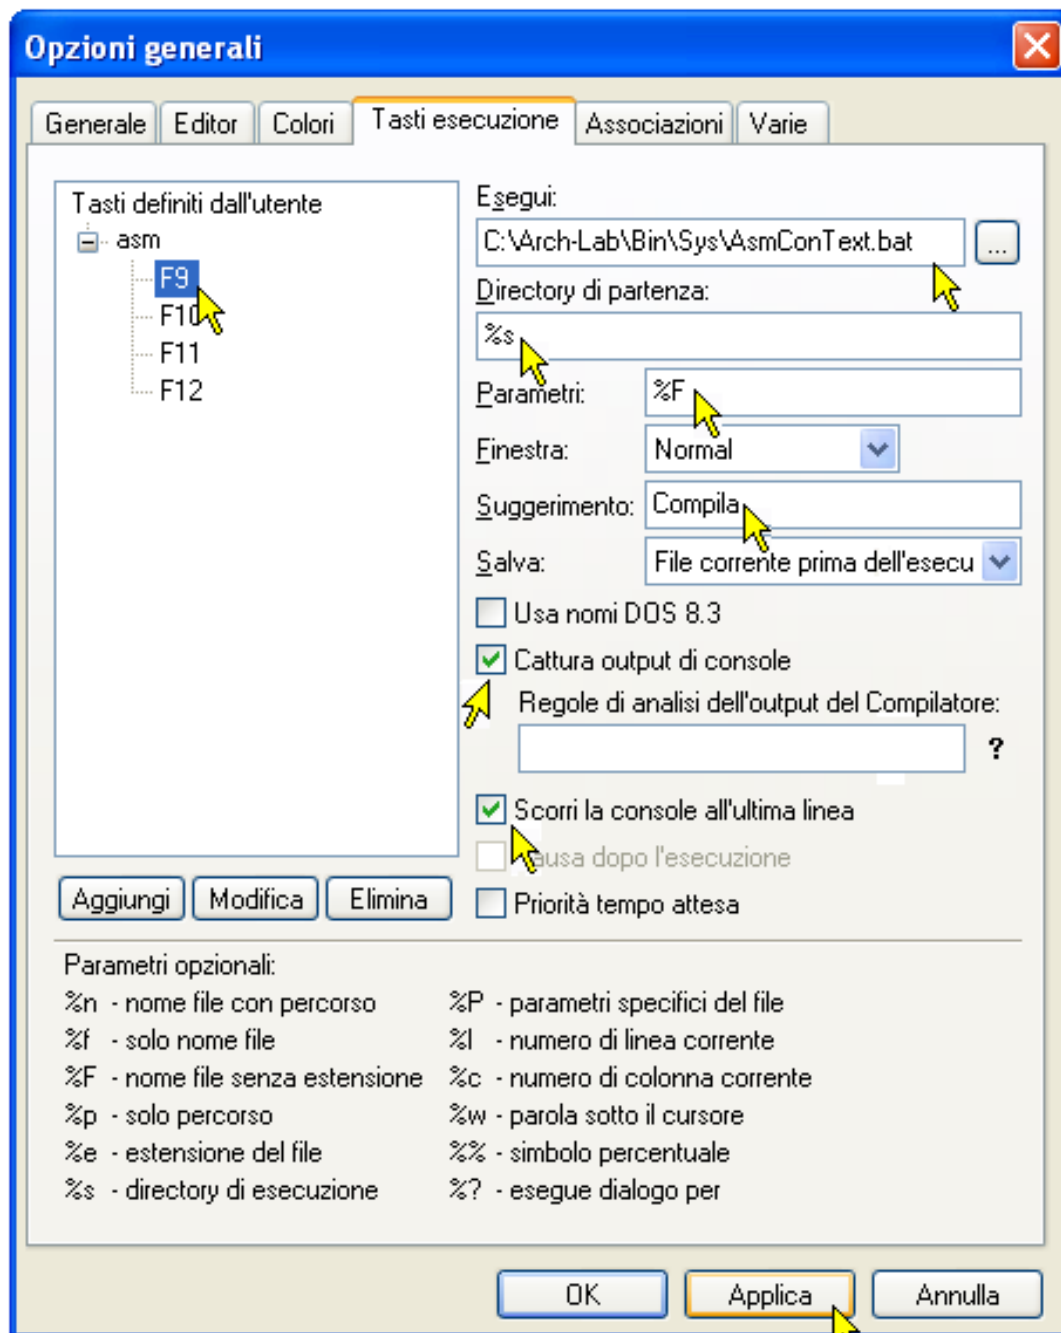 Opzioni generali
Generale Editor Colori Tasti esecuzione Associazioni Varie
Tasti definiti dall'utente
asm
F9
F10
F11
F12
Aggiungi Modifica Elimina
Esegui:
C:\Arch-Lab\Bin\Sys\AsmConText.bat ...
Directory di partenza:
%s
Parametri: %F
Finestra: Normal
Suggerimento: Compila
Salva: File corrente prima dell'esecu
Usa nomi DOS 8.3
Cattura output di console
Regole di analisi dell'output del Compilatore:
?
Scorri la console all'ultima linea
ausa dopo l'esecuzione
Priorità tempo attesa
Parametri opzionali:
%n - nome file con percorso
%f - solo nome file
%F - nome file senza estensione
%p - solo percorso
%e - estensione del file
%s - directory di esecuzione
%P - parametri specifici del file
%l - numero di linea corrente
%c - numero di colonna corrente
%w - parola sotto il cursore
%% - simbolo percentuale
%? - esegue dialogo per
OK Applica Annulla